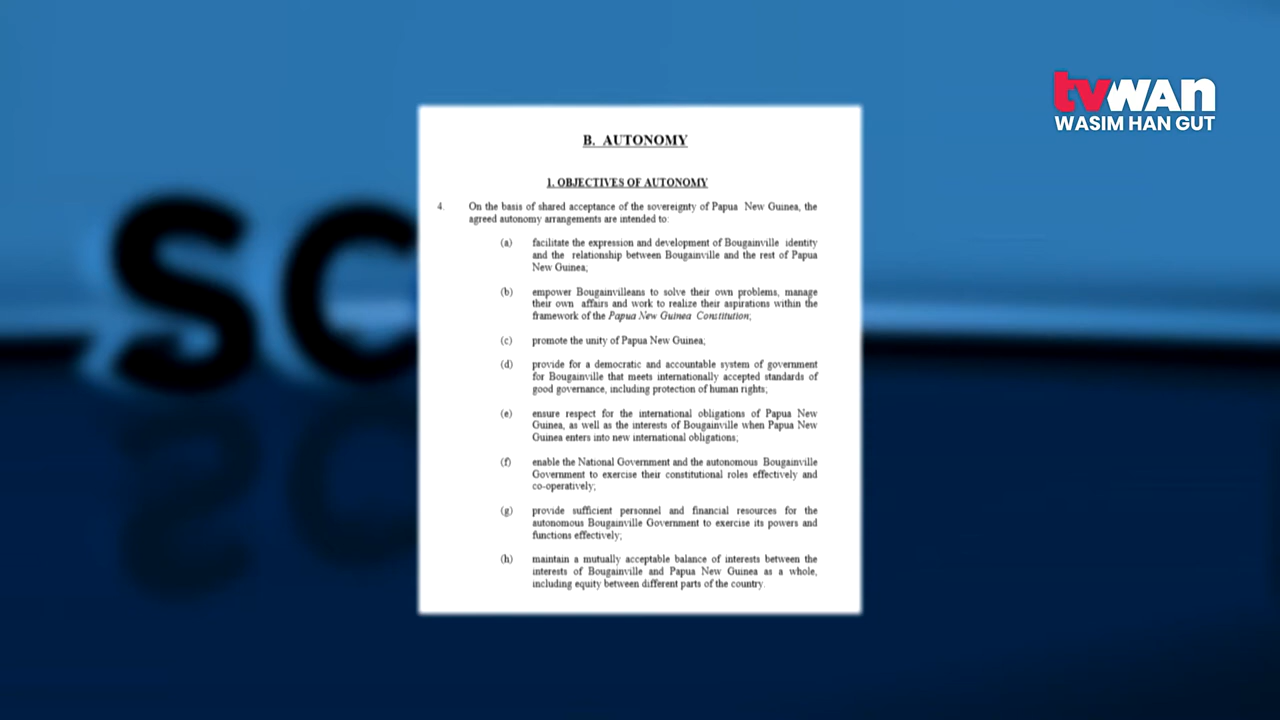 tvwan
WASIM HAN GUT
SC
B. AUTONOMY
1. OBJECTIVES OF AUTONOMY
4. On the basis of shared acceptance of the sovereignty of Papua New Guinea, the
agreed autonomy arrangements are intended to:
(a) facilitate the expression and development of Bougainville identity
and the relationship between Bougainville and the rest of Papua
New Guinea;
(b) empower Bougainvilleans to solve their own problems, manage
their own affairs and work to realize their aspirations within the
framework of the Papua New Guinea Constitution;
(c) promote the unity of Papua New Guinea;
(d) provide for a democratic and accountable system of government
for Bougainville that meets internationally accepted standards of
good governance, including protection of human rights;
(e) ensure respect for the international obligations of Papua New
Guinea, as well as the interests of Bougainville when Papua New
Guinea enters into new international obligations;
(f) enable the National Government and the autonomous Bougainville
Government to exercise their constitutional roles effectively and
co-operatively;
(g) provide sufficient personnel and financial resources for the
autonomous Bougainville Government to exercise its powers and
functions effectively;
(h) maintain a mutually acceptable balance of interests between the
interests of Bougainville and Papua New Guinea as a whole,
including equity between different parts of the country.